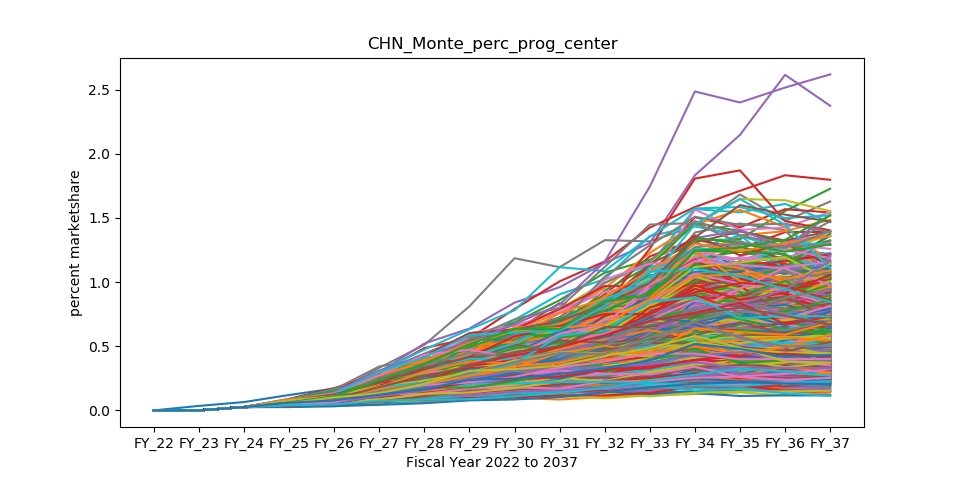 CHN_Monte_perc_prog_center
percent marketshare
2.5
2.0
1.5
1.0
0.5
0.0
FY_22 FY_23 FY_24 FY_25 FY_26 FY_27 FY_28 FY_29 FY_30 FY_31 FY_32 FY_33 FY_34 FY_35 FY_36 FY_37
Fiscal Year 2022 to 2037